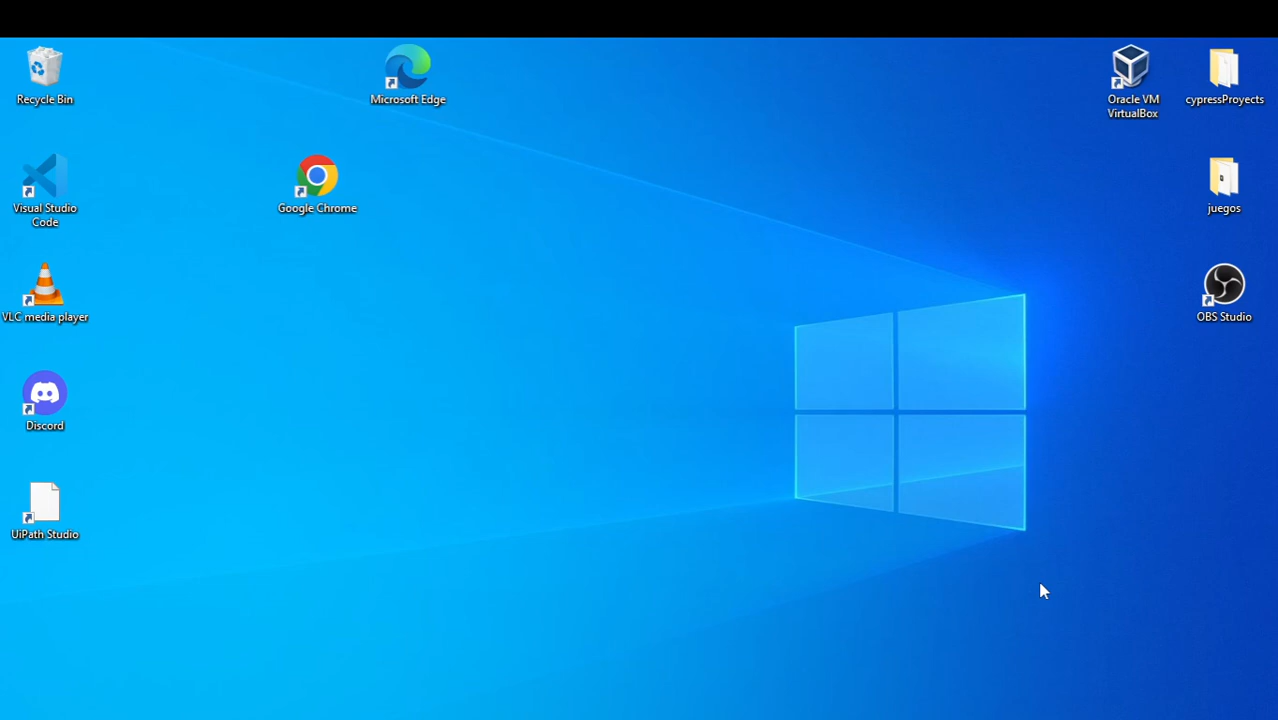 Recycle Bin
Microsoft Edge
Oracle VM
VirtualBox
cypressProyects
Visual Studio
Code
Google Chrome
juegos
VLC media player
OBS Studio
Discord
UiPath Studio